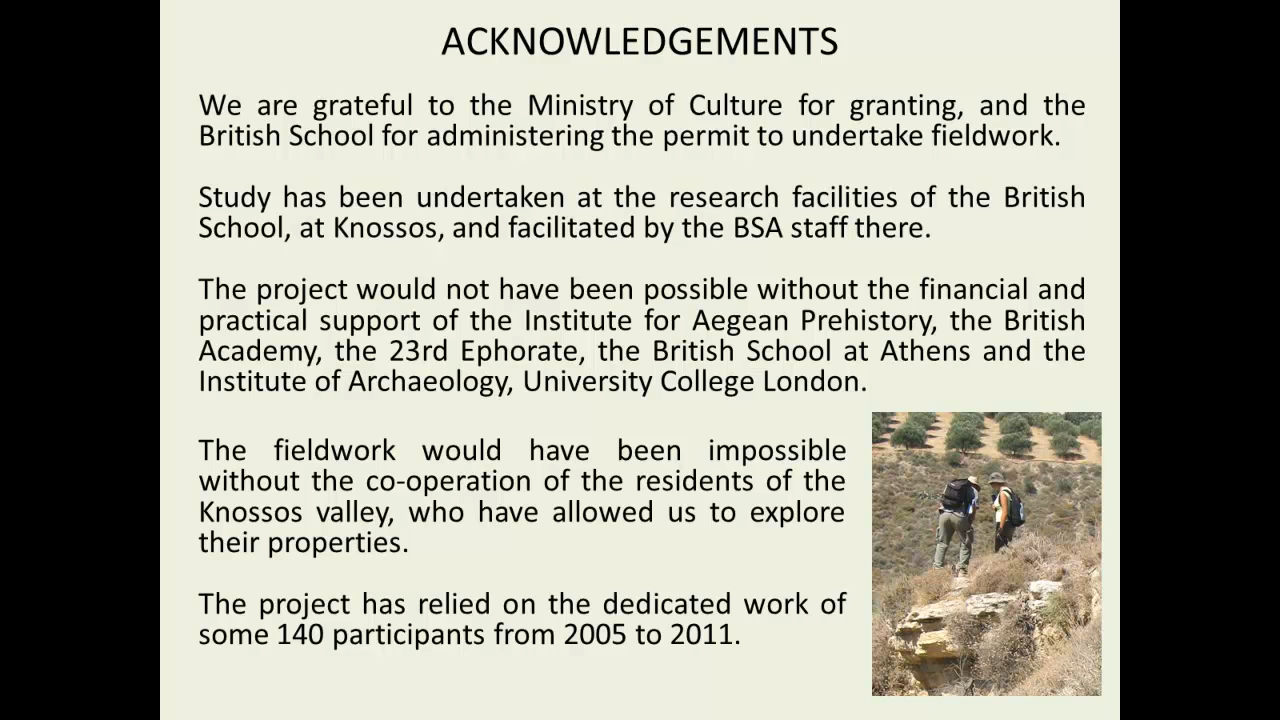 ACKNOWLEDGEMENTS
We are grateful to the Ministry of Culture for granting, and the
British School for administering the permit to undertake fieldwork.
Study has been undertaken at the research facilities of the British
School, at Knossos, and facilitated by the BSA staff there.
The project would not have been possible without the financial and
practical support of the Institute for Aegean Prehistory, the British
Academy, the 23rd Ephorate, the British School at Athens and the
Institute of Archaeology, University College London.
The fieldwork would have been impossible
without the co-operation of the residents of the
Knossos valley, who have allowed us to explore
their properties.
The project has relied on the dedicated work of
some 140 participants from 2005 to 2011.